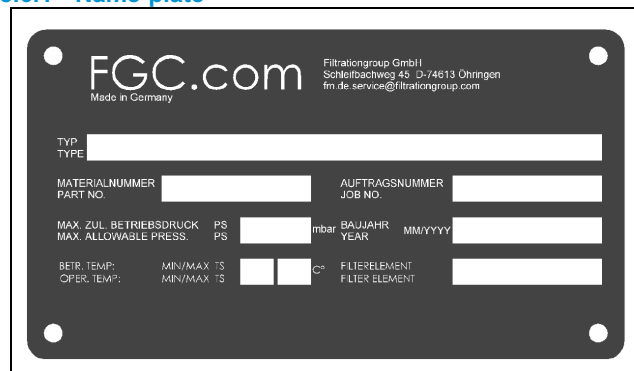 Name plate
FGC.com
Made in Germany
Filtrationgroup GmbH
Schleifbachweg 45 D-74613 Öhringen
fm.de.service@filtrationgroup.com
TYP
TYPE
MATERIALNUMMER
PART NO.
AUFTRAGSNUMMER
JOB NO.
MAX. ZUL. BETRIEBSDRUCK PS
MAX. ALLOWABLE PRESS. PS
mbar
BAUJAHR
YEAR
MM/YYYY
BETR. TEMP: MIN/MAX TS
OPER. TEMP: MIN/MAX TS
C°
FILTERELEMENT
FILTER ELEMENT